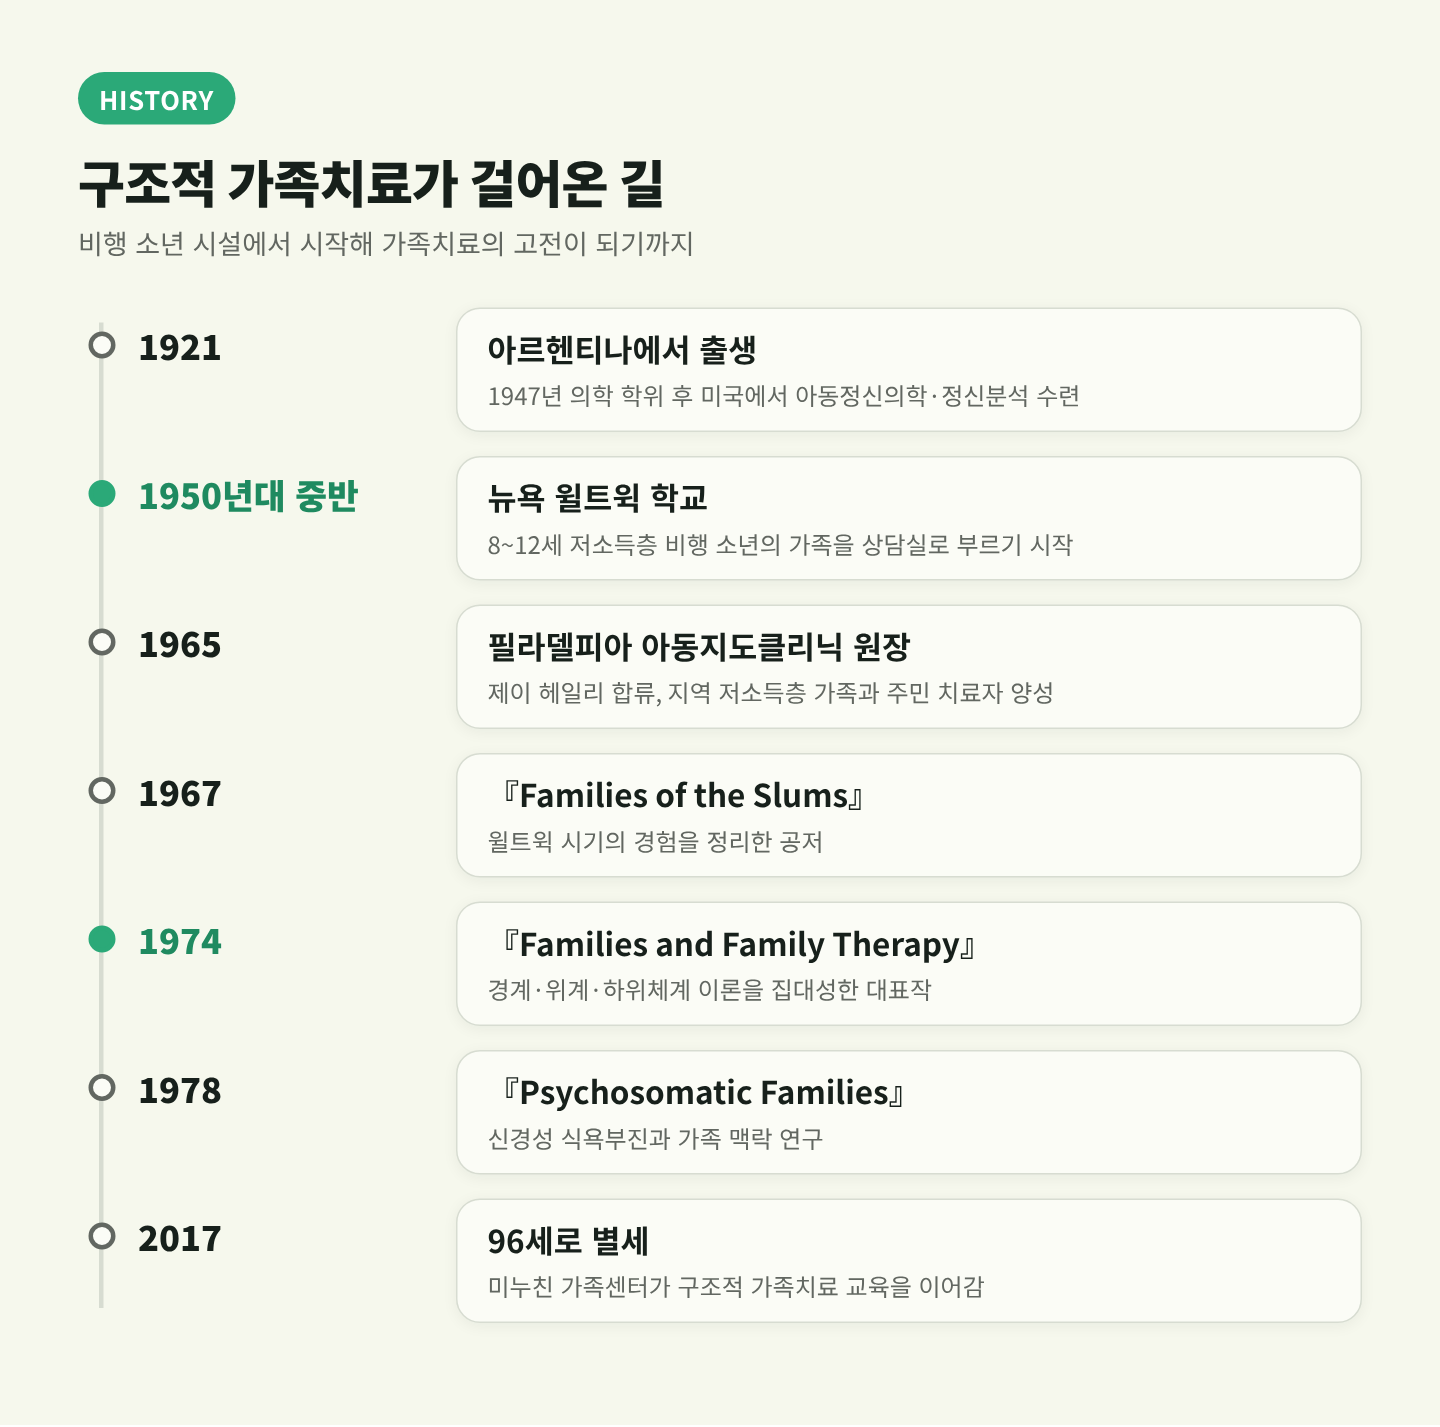 HISTORY
구조적 가족치료가 걸어온 길
비행 소년 시설에서 시작해 가족치료의 고전이 되기까지
1921
아르헨티나에서 출생
1947년 의학 학위 후 미국에서 아동정신의학·정신분석 수련
1950년대 중반
뉴욕 윌트윅 학교
8~12세 저소득층 비행 소년의 가족을 상담실로 부르기 시작
1965
필라델피아 아동지도클리닉 원장
제이 헤일리 합류, 지역 저소득층 가족과 주민 치료자 양성
1967
『Families of the Slums』
윌트윅 시기의 경험을 정리한 공저
1974
『Families and Family Therapy』
경계·위계·하위체계 이론을 집대성한 대표작
1978
『Psychosomatic Families』
신경성 식욕부진과 가족 맥락 연구
2017
96세로 별세
미누친 가족센터가 구조적 가족치료 교육을 이어감